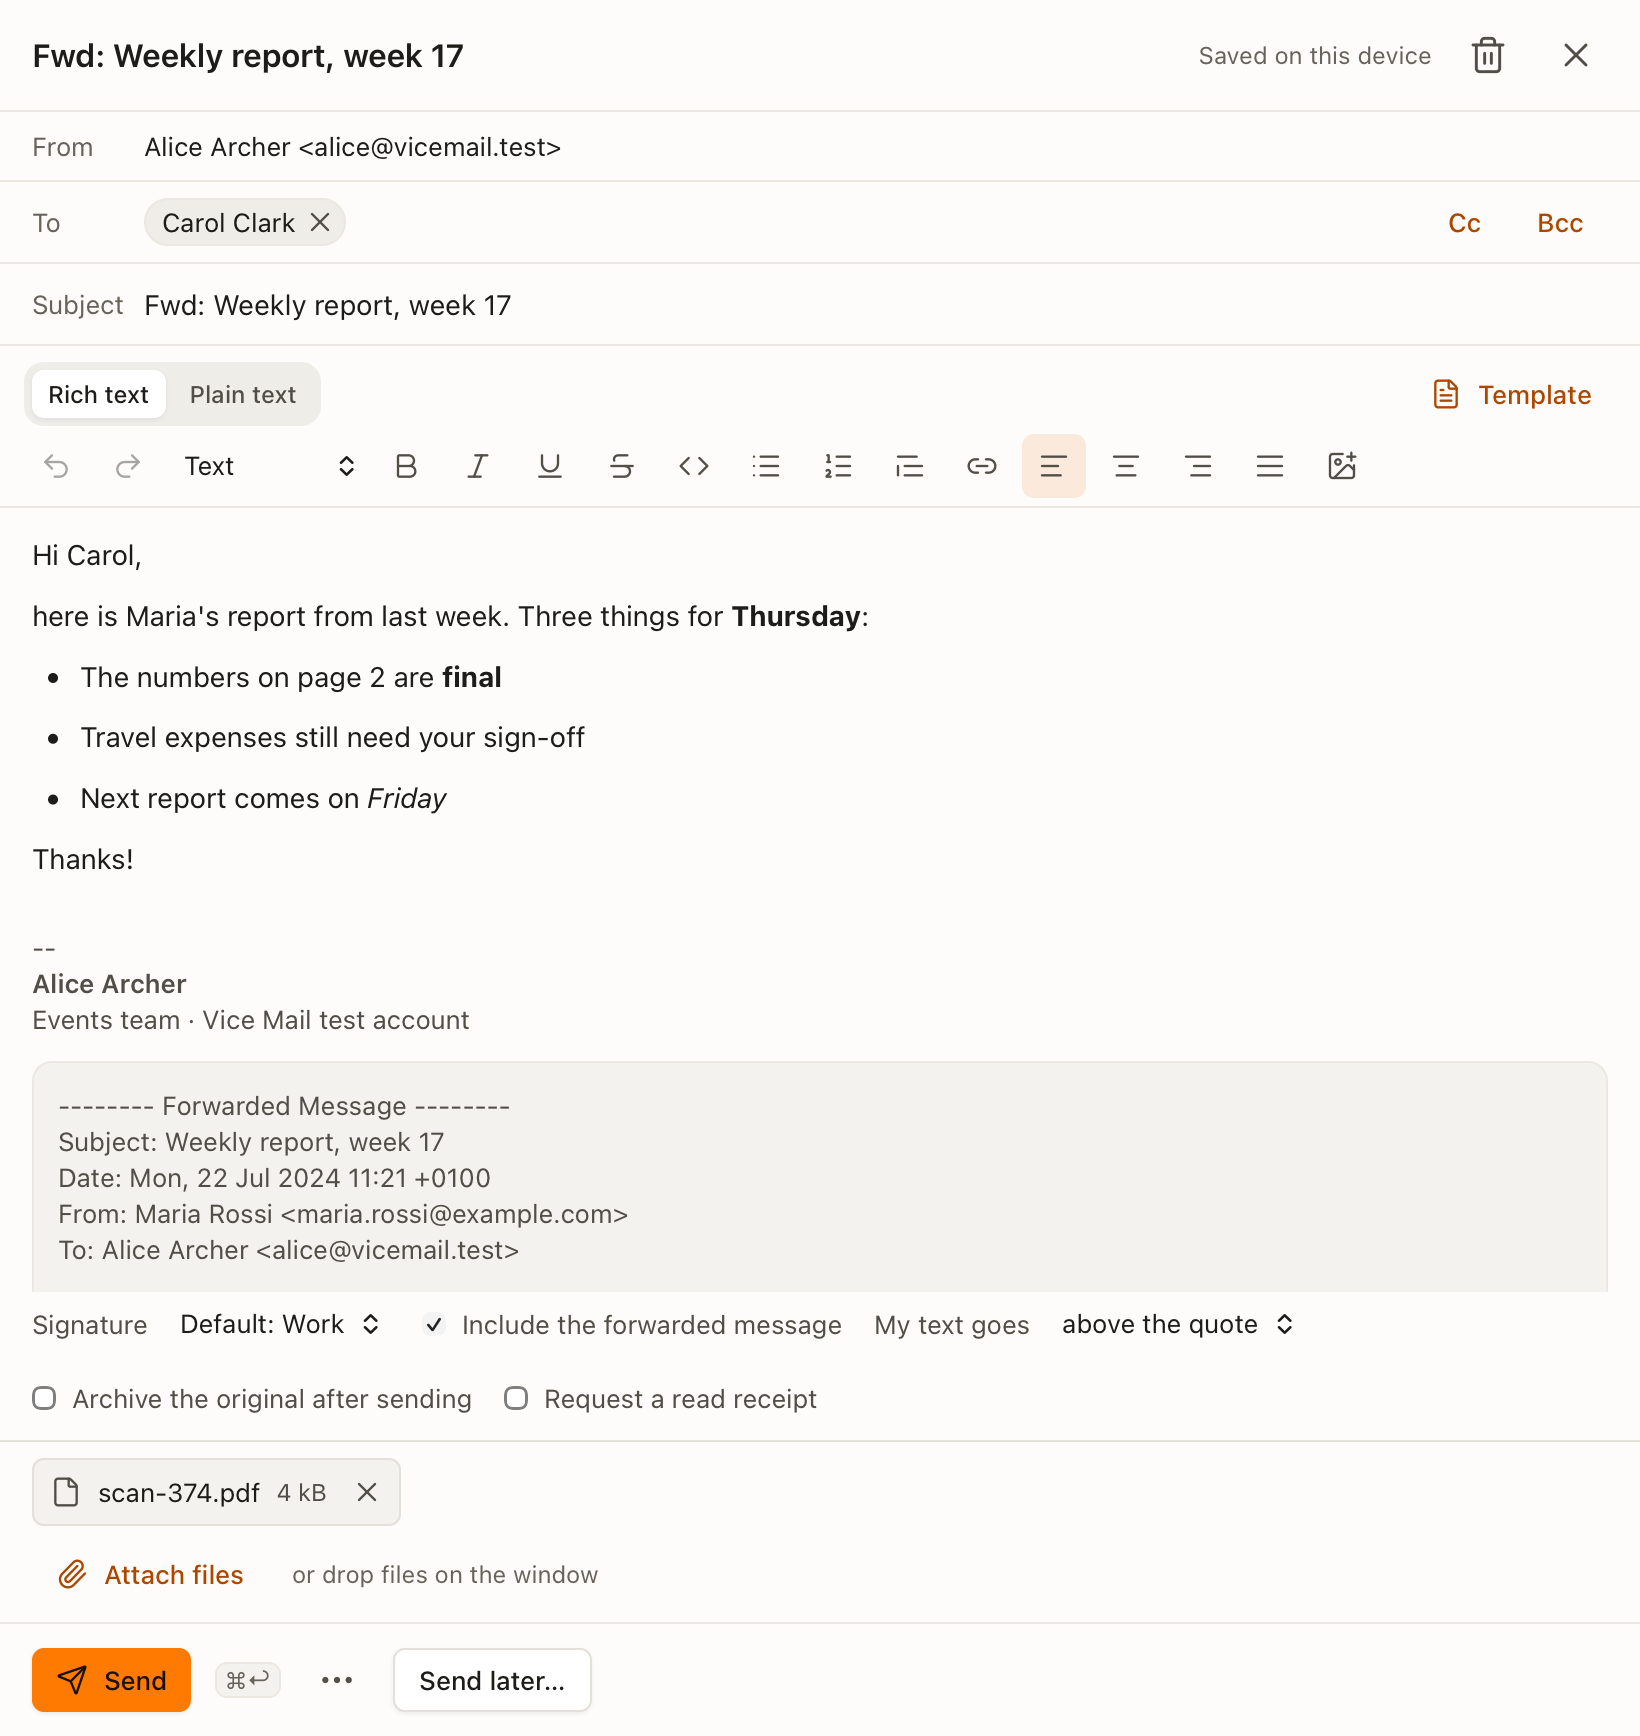 Fwd: Weekly report, week 17 Saved on this device
From Alice Archer <alice@vicemail.test>
To Carol Clark Cc Bcc
Subject Fwd: Weekly report, week 17
Rich text Plain text Template
Text
Hi Carol,
here is Maria's report from last week. Three things for Thursday:
• The numbers on page 2 are final
• Travel expenses still need your sign-off
• Next report comes on Friday
Thanks!
--
Alice Archer
Events team · Vice Mail test account
-------- Forwarded Message --------
Subject: Weekly report, week 17
Date: Mon, 22 Jul 2024 11:21 +0100
From: Maria Rossi <maria.rossi@example.com>
To: Alice Archer <alice@vicemail.test>
Signature Default: Work Include the forwarded message My text goes above the quote
Archive the original after sending Request a read receipt
scan-374.pdf 4 kB
Attach files or drop files on the window
Send ⌘↩ Send later...